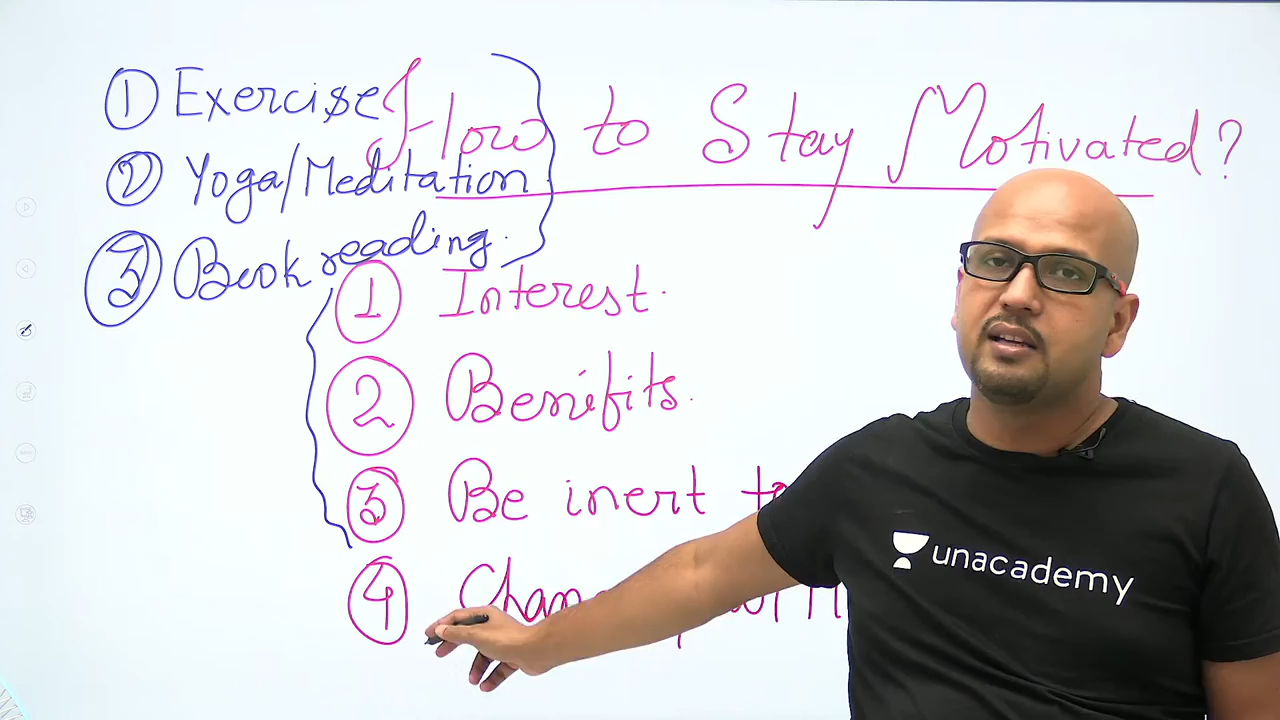 How to Stay Motivated?
① Exercise
② Yoga/Meditation
③ Book reading.
① Interest.
② Benifits.
③ Be inert to
④
unacademy